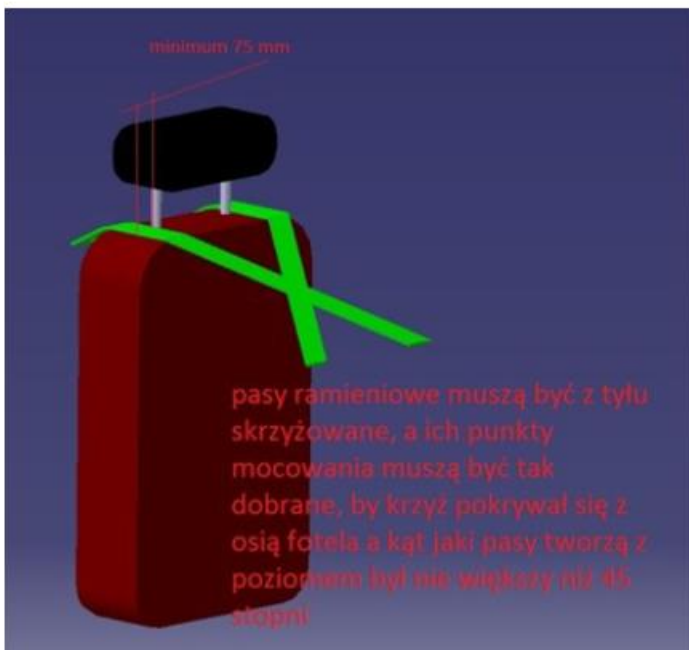 minimum 75 mm
pasy ramieniowe muszą być z tyłu
skrzyżowane, a ich punkty
mocowania muszą być tak
dobrane, by krzyż pokrywał się z
osią fotela a kąt jaki pasy tworzą z
poziomem był nie większy niż 45
stopni